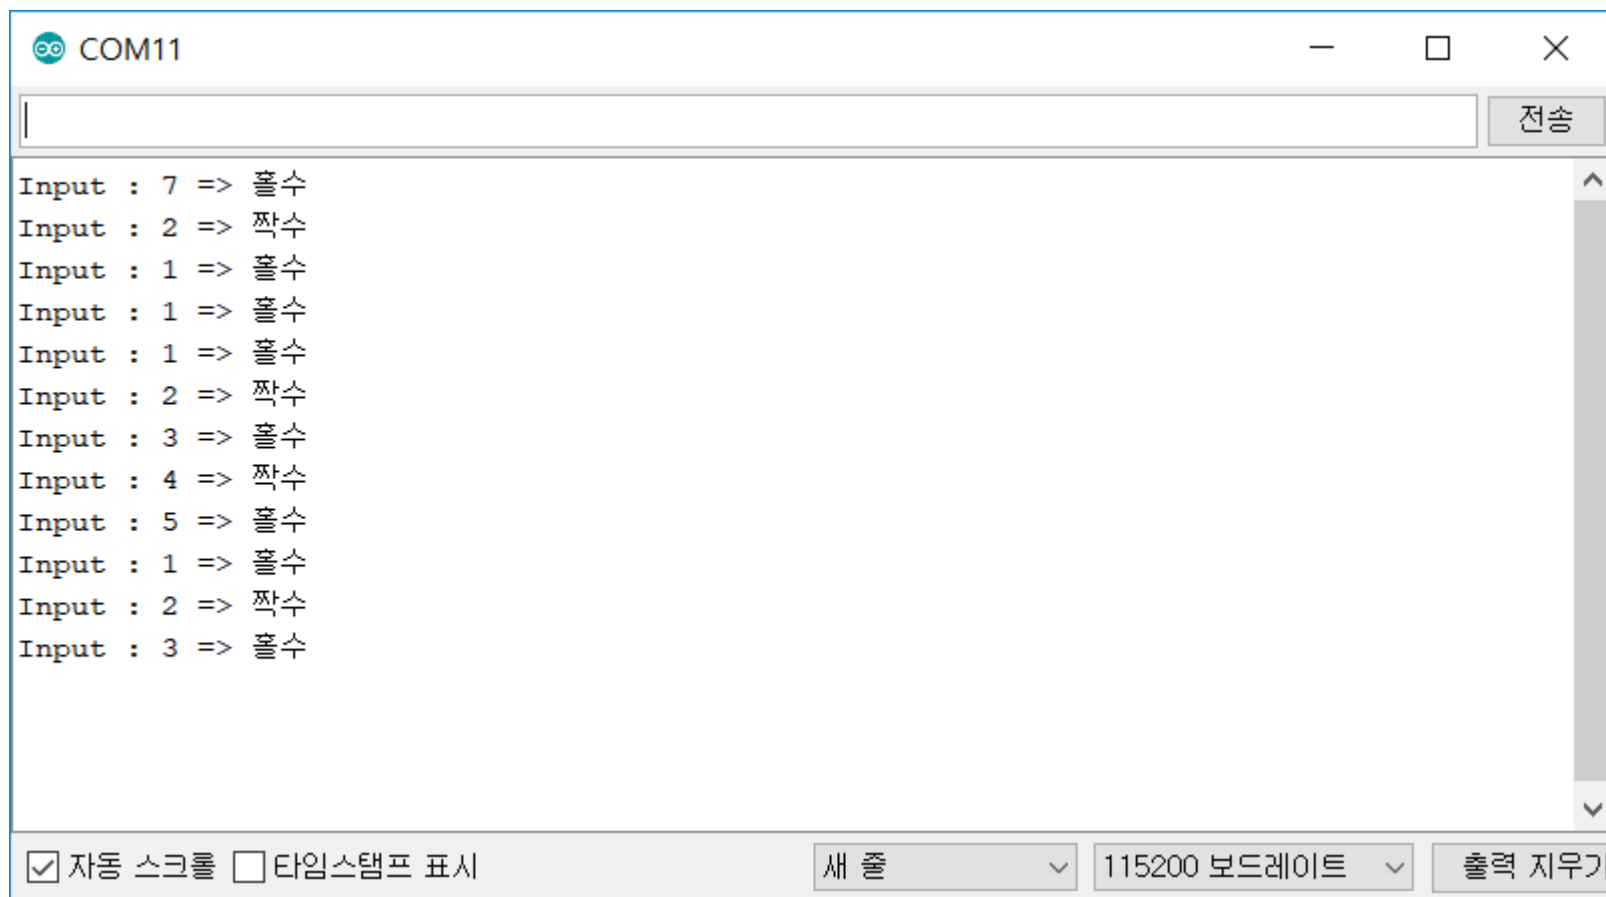 COM11
전송
Input : 7 => 홀수
Input : 2 => 짝수
Input : 1 => 홀수
Input : 1 => 홀수
Input : 1 => 홀수
Input : 2 => 짝수
Input : 3 => 홀수
Input : 4 => 짝수
Input : 5 => 홀수
Input : 1 => 홀수
Input : 2 => 짝수
Input : 3 => 홀수
자동 스크롤 타임스탬프 표시 새 줄 115200 보드레이트 출력 지우기